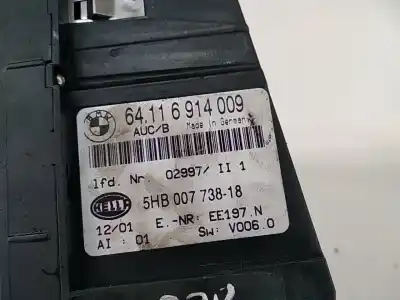 BMW
64.11 6 914 009
AUC/B Made in Germany
lfd. Nr. 02997/ II 1
HELLA 5HB 007 738-18
12/01 E.-NR: EE197.N
AI : 01 SW: V006.0